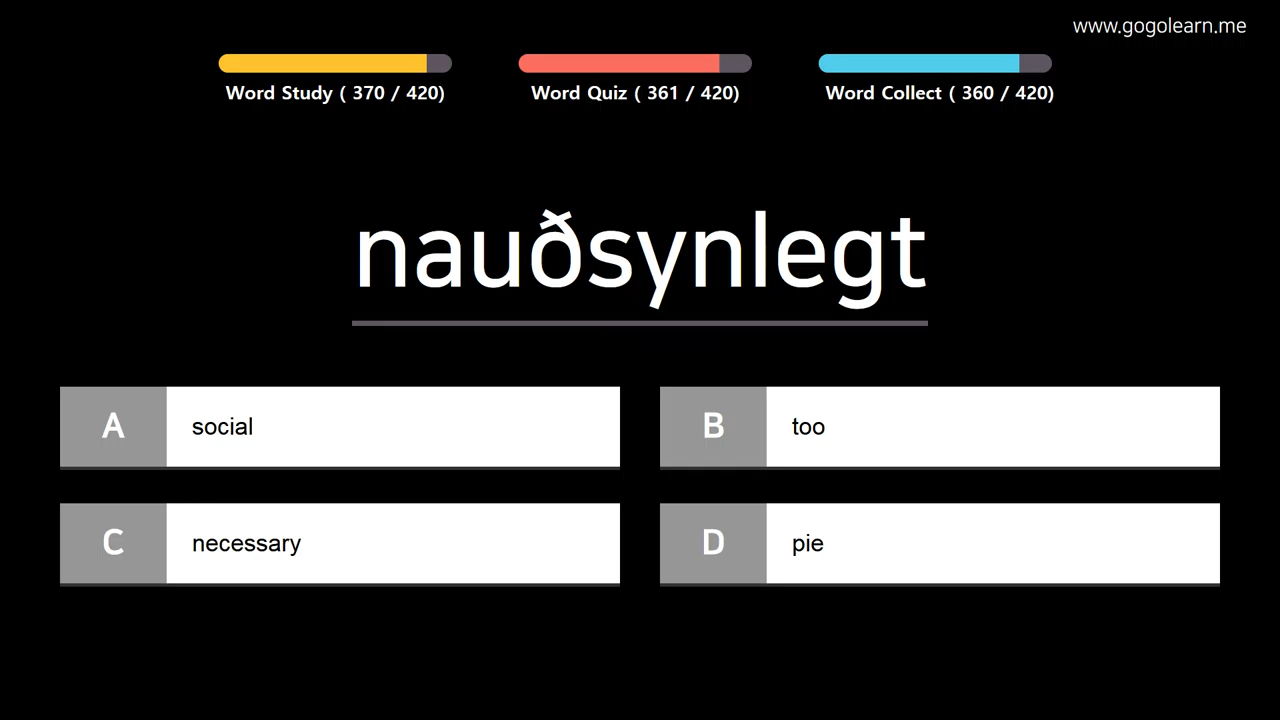 www.gogolearn.me
Word Study ( 370 / 420)
Word Quiz ( 361 / 420)
Word Collect ( 360 / 420)
nauðsynlegt
A social
B too
C necessary
D pie